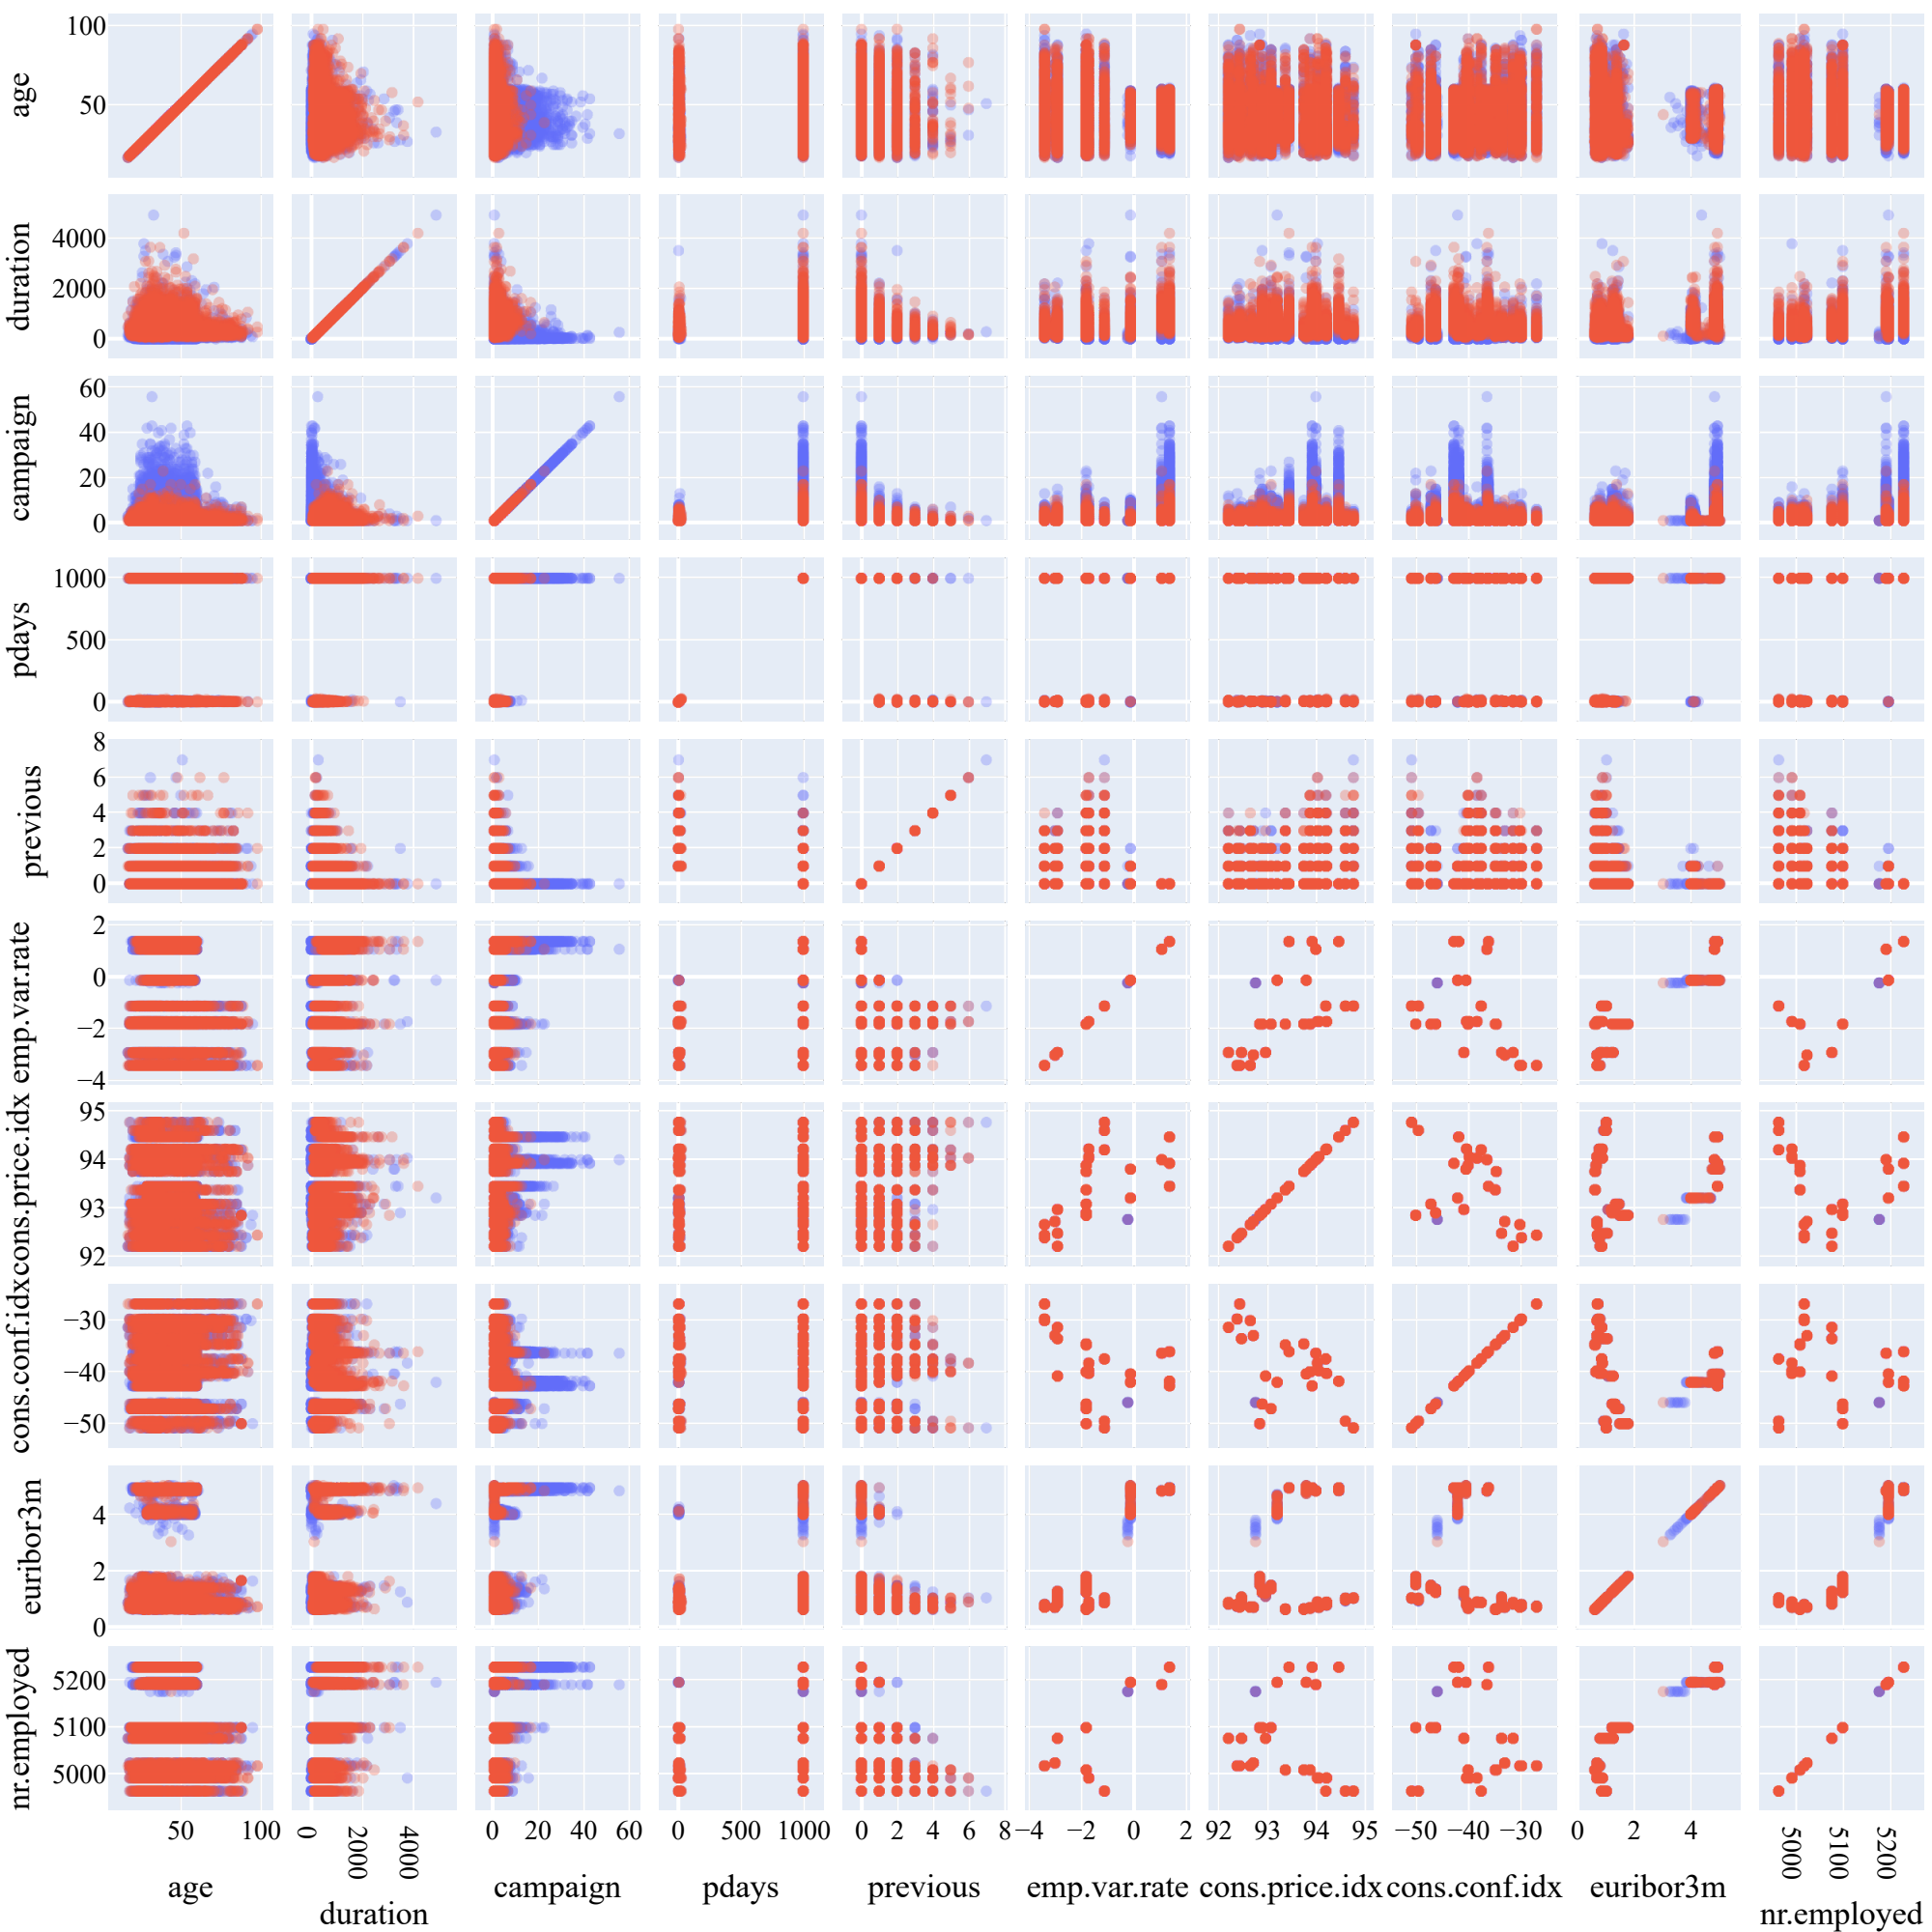 100
50
age
4000
2000
0
duration
60
40
20
0
campaign
1000
500
0
pdays
8
6
4
2
0
previous
2
0
−2
−4
emp.var.rate
95
94
93
92
cons.price.idx
−30
−40
−50
cons.conf.idx
4
2
0
euribor3m
5200
5100
5000
nr.employed
50 100 0 2000 4000 0 20 40 60 0 500 1000 0 2 4 6 8 −4 −2 0 2 92 93 94 95 −50 −40 −30 0 2 4 5000 5100 5200
age duration campaign pdays previous emp.var.rate cons.price.idx cons.conf.idx euribor3m nr.employed